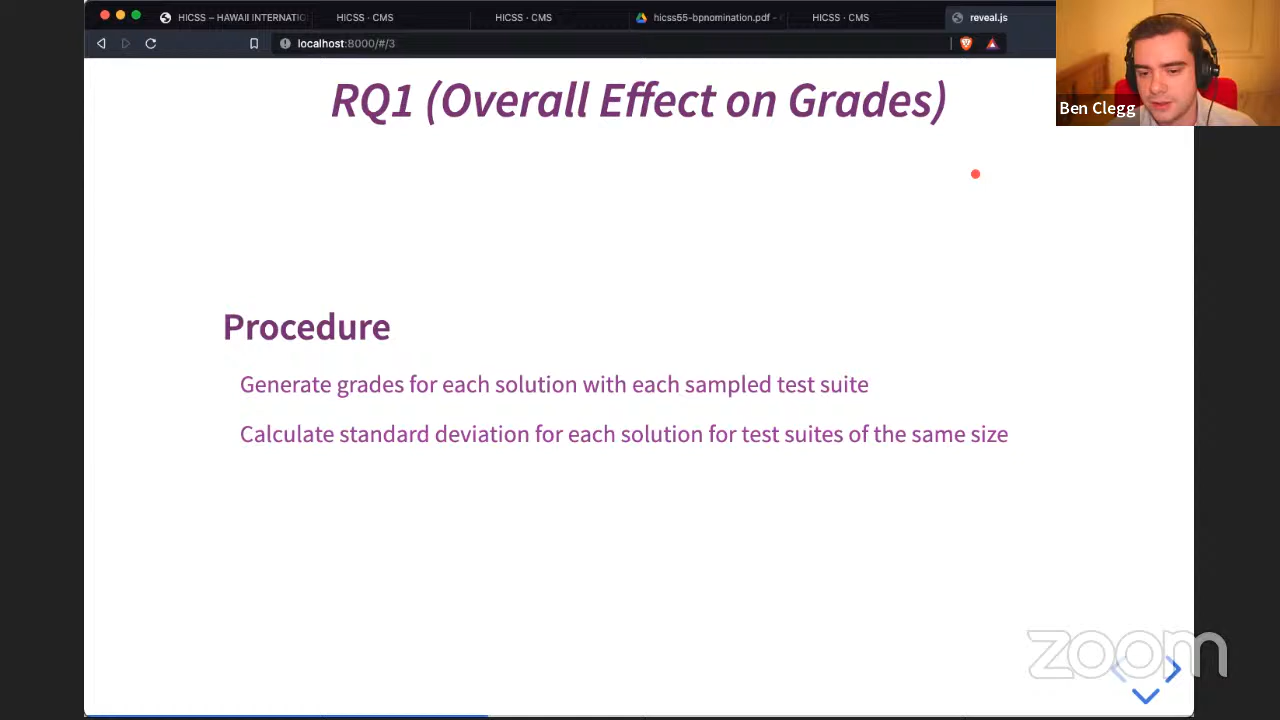 HICSS – HAWAII INTERNATIO
HICSS · CMS
HICSS · CMS
hicss55-bpnomination.pdf -
HICSS · CMS
reveal.js
localhost:8000/#/3
Ben Clegg
RQ1 (Overall Effect on Grades)
Procedure
Generate grades for each solution with each sampled test suite
Calculate standard deviation for each solution for test suites of the same size
zoom